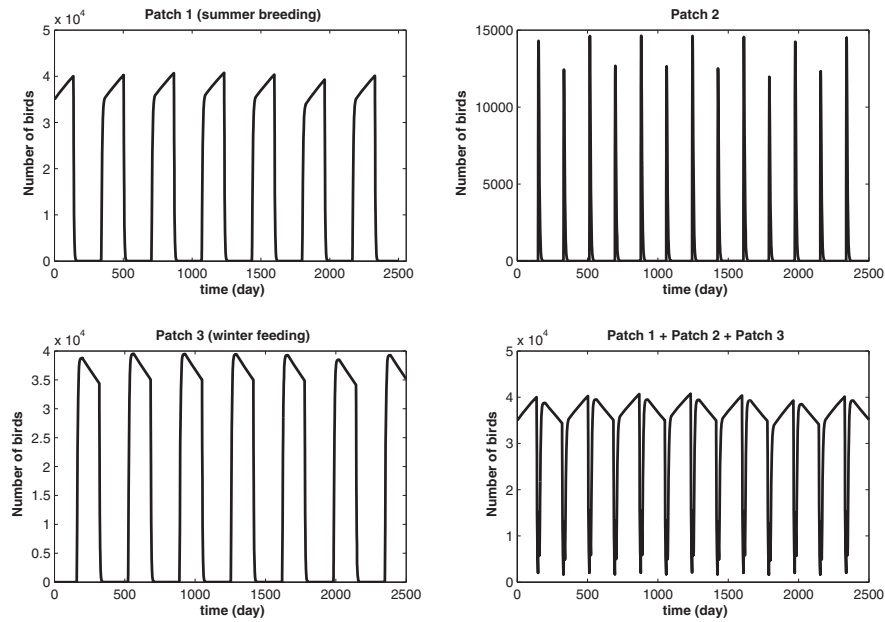 Patch 1 (summer breeding)
x 10^4
5
4
3
2
1
0
Number of birds
0 500 1000 1500 2000 2500
time (day)
Patch 2
15000
10000
5000
0
Number of birds
0 500 1000 1500 2000 2500
time (day)
Patch 3 (winter feeding)
x 10^4
4
3.5
3
2.5
2
1.5
1
0.5
0
Number of birds
0 500 1000 1500 2000 2500
time (day)
Patch 1 + Patch 2 + Patch 3
x 10^4
5
4
3
2
1
0
Number of birds
0 500 1000 1500 2000 2500
time (day)